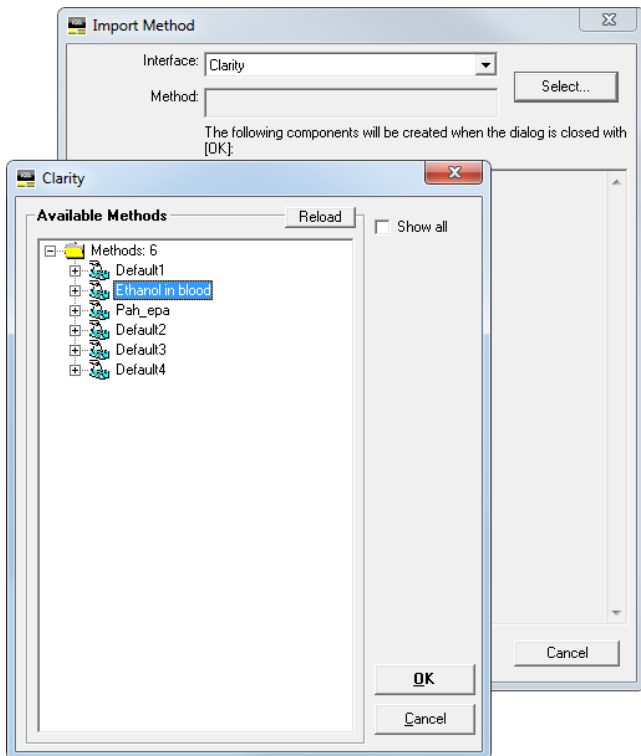 Import Method
Interface: Clarity
Select...
Method:
The following components will be created when the dialog is closed with
[OK]:
Clarity
Available Methods
Reload
Show all
Methods: 6
Default1
Ethanol in blood
Pah_epa
Default2
Default3
Default4
Cancel
OK
Cancel